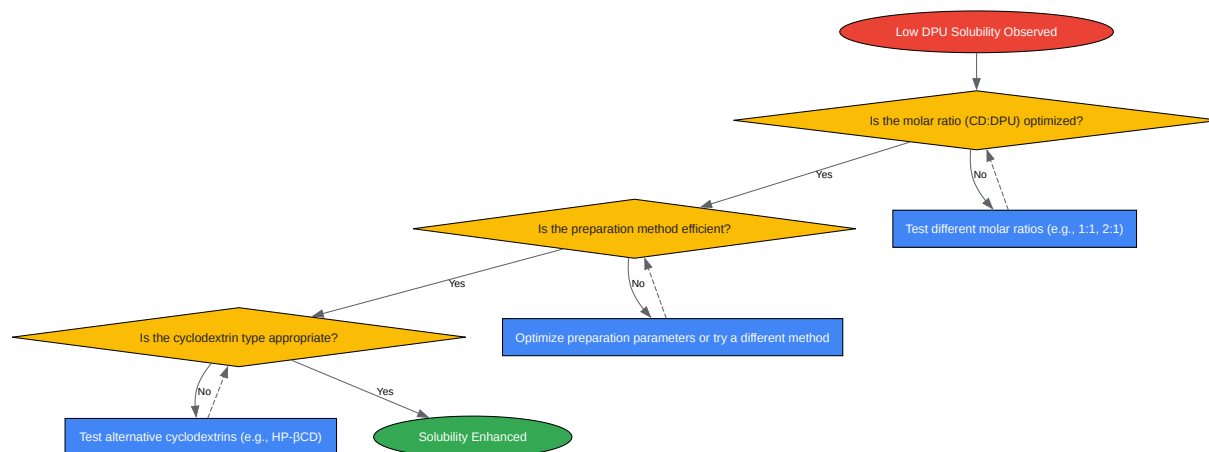 Low DPU Solubility Observed
Is the molar ratio (CD:DPU) optimized?
Yes
No
Test different molar ratios (e.g., 1:1, 2:1)
Is the preparation method efficient?
Yes
No
Optimize preparation parameters or try a different method
Is the cyclodextrin type appropriate?
No
Yes
Test alternative cyclodextrins (e.g., HP-βCD)
Solubility Enhanced